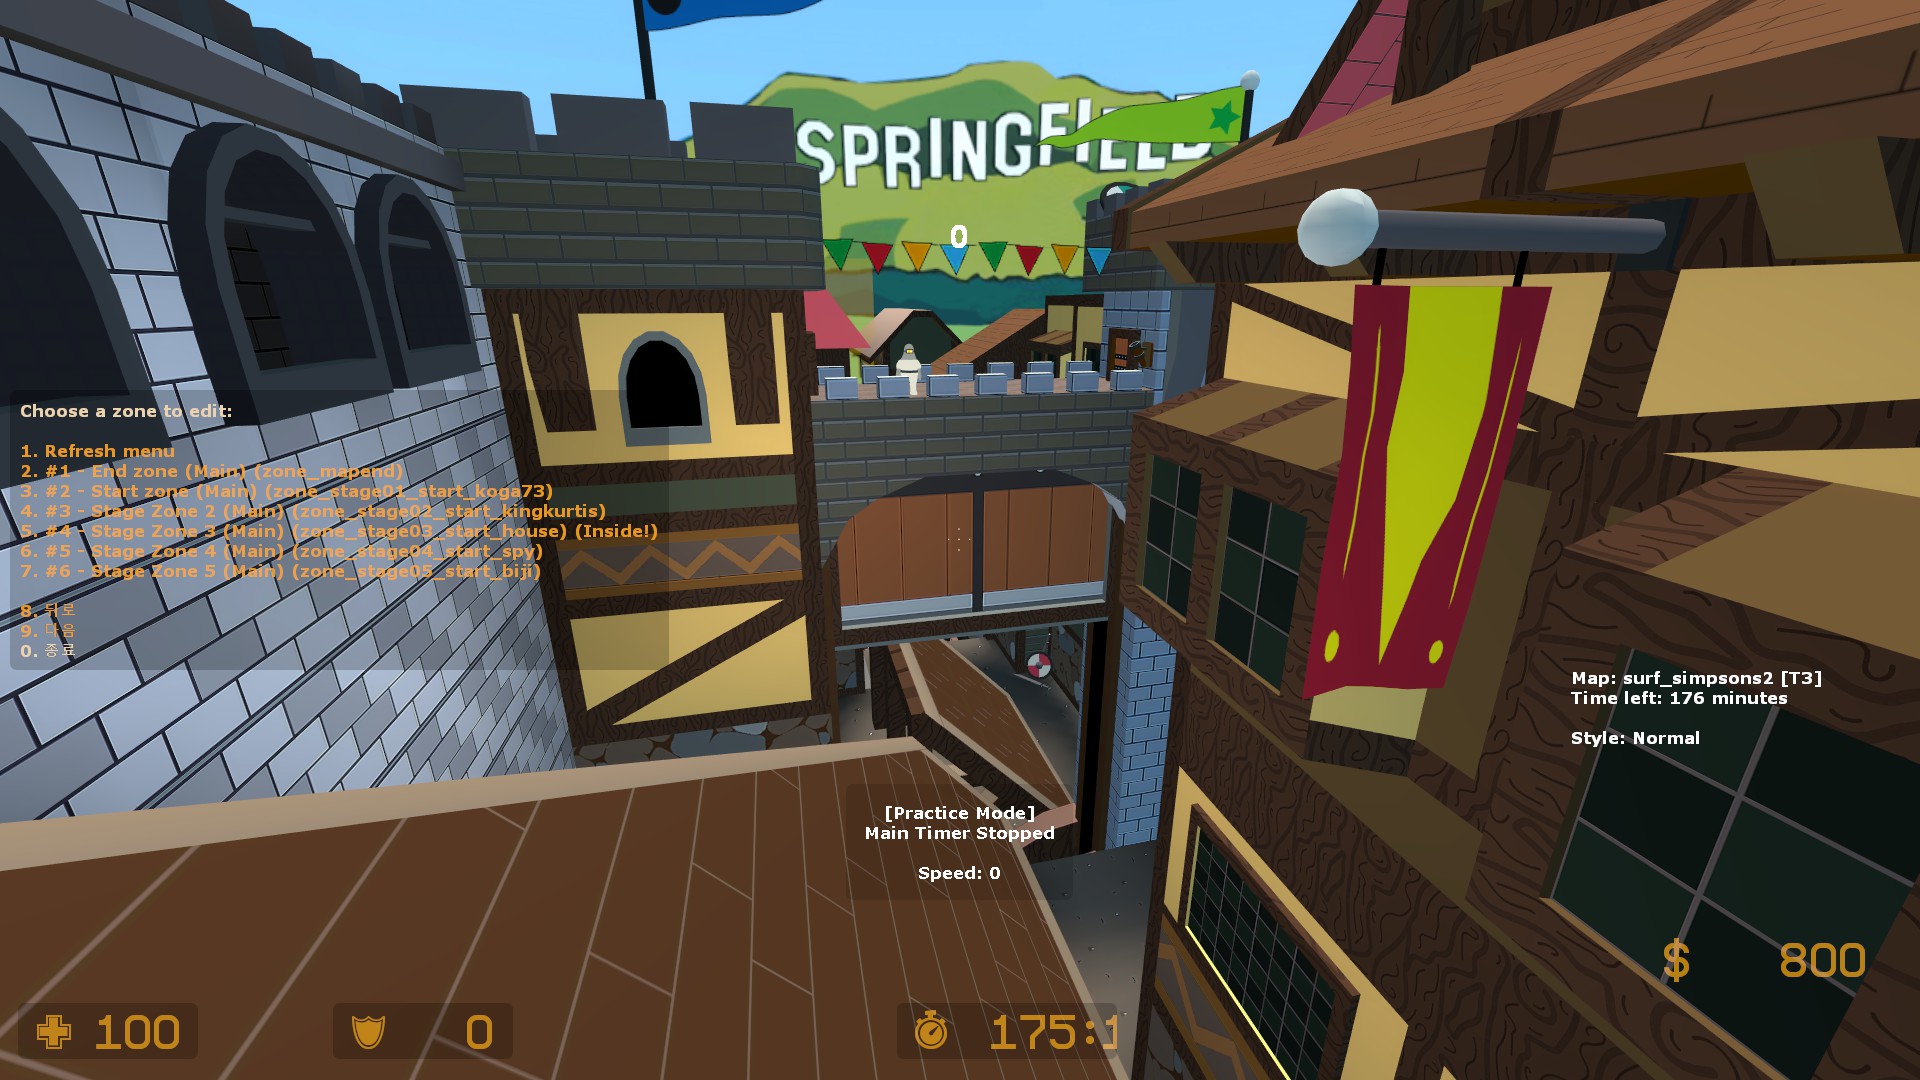 SPRINGFIELD
0
Choose a zone to edit:
1. Refresh menu
2. #1 - End zone (Main) (zone_mapend)
3. #2 - Start zone (Main) (zone_stage01_start_koga73)
4. #3 - Stage Zone 2 (Main) (zone_stage02_start_kingkurtis)
5. #4 - Stage Zone 3 (Main) (zone_stage03_start_house) (Inside!)
6. #5 - Stage Zone 4 (Main) (zone_stage04_start_spy)
7. #6 - Stage Zone 5 (Main) (zone_stage05_start_biji)
8. 뒤로
9. 다음
0. 종료
Map: surf_simpsons2 [T3]
Time left: 176 minutes
Style: Normal
[Practice Mode]
Main Timer Stopped
Speed: 0
$ 800
100
0
175:1